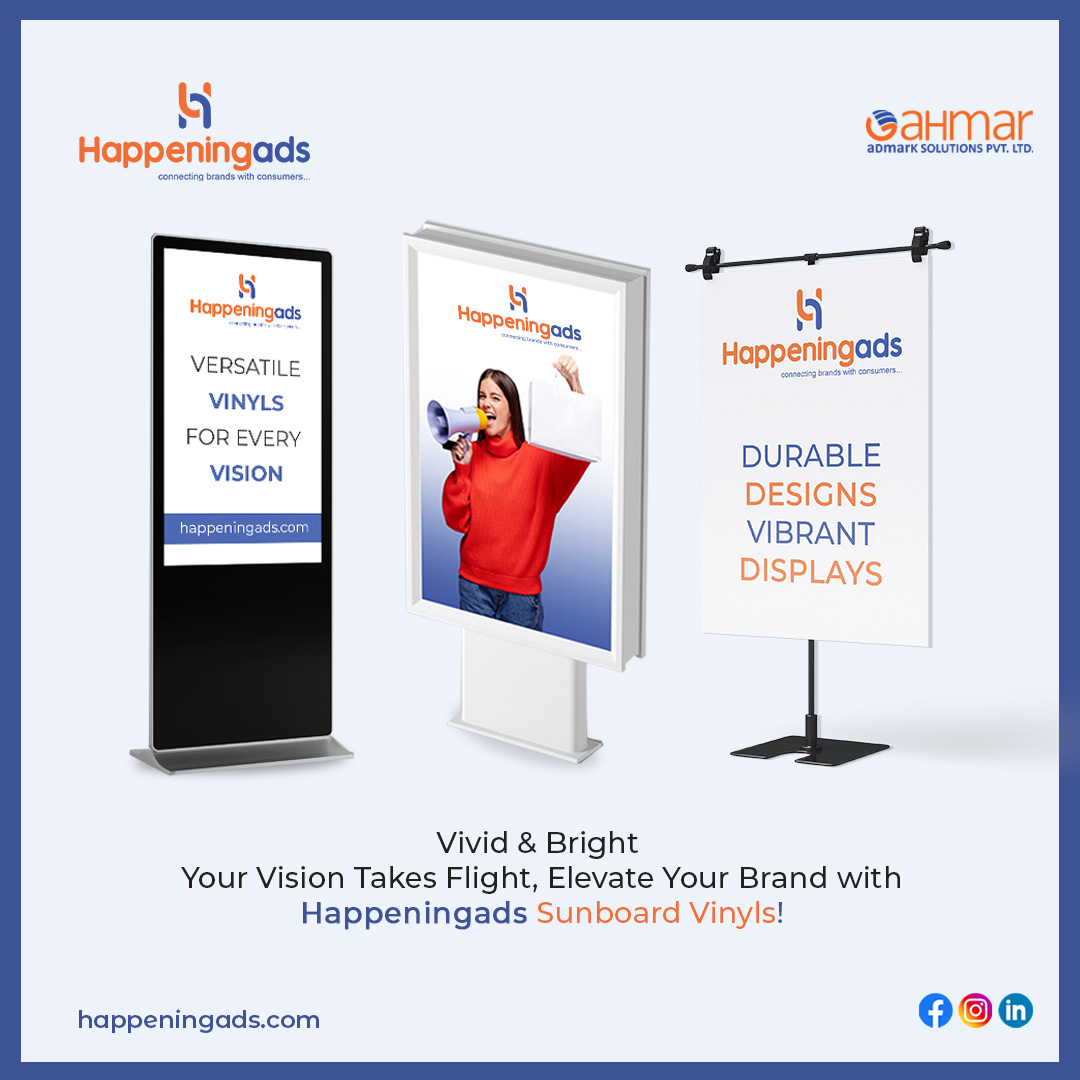 Happeningads
connecting brands with consumers...
GAHMAR
ADMARK SOLUTIONS PVT. LTD.
Happeningads
VERSATILE
VINYLS
FOR EVERY
VISION
happeningads.com
Happeningads
connecting brands with consumers...
Happeningads
connecting brands with consumers...
DURABLE
DESIGNS
VIBRANT
DISPLAYS
Vivid & Bright
Your Vision Takes Flight, Elevate Your Brand with
Happeningads Sunboard Vinyls!
happeningads.com